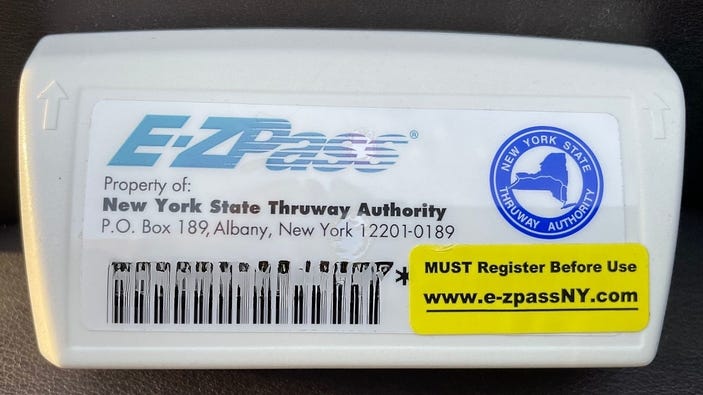 E-ZPass®
Property of:
New York State Thruway Authority
P.O. Box 189, Albany, New York 12201-0189
NEW YORK STATE
THRUWAY AUTHORITY
*
MUST Register Before Use
www.e-zpassNY.com